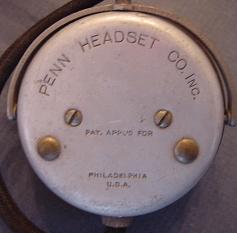 PENN HEADSET CO. INC.
PAT. APPL'D FOR
PHILADELPHIA
U.S.A.